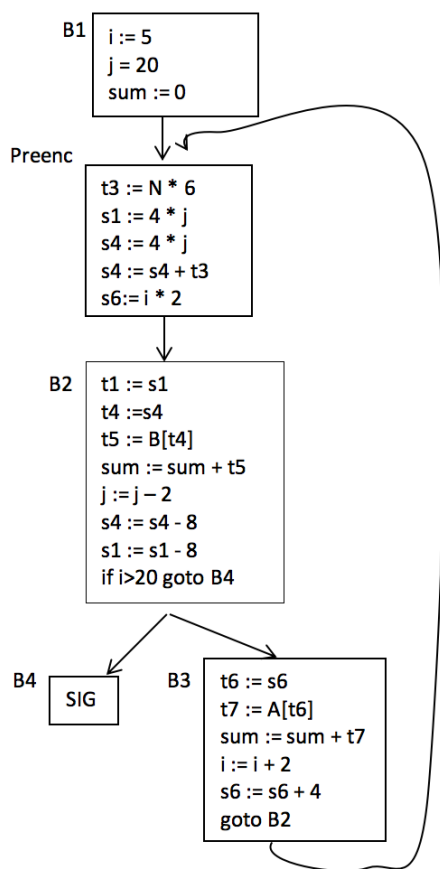 B1
i := 5
j = 20
sum := 0
Preenc
t3 := N * 6
s1 := 4 * j
s4 := 4 * j
s4 := s4 + t3
s6:= i * 2
B2
t1 := s1
t4 :=s4
t5 := B[t4]
sum := sum + t5
j := j – 2
s4 := s4 - 8
s1 := s1 - 8
if i>20 goto B4
B4
SIG
B3
t6 := s6
t7 := A[t6]
sum := sum + t7
i := i + 2
s6 := s6 + 4
goto B2